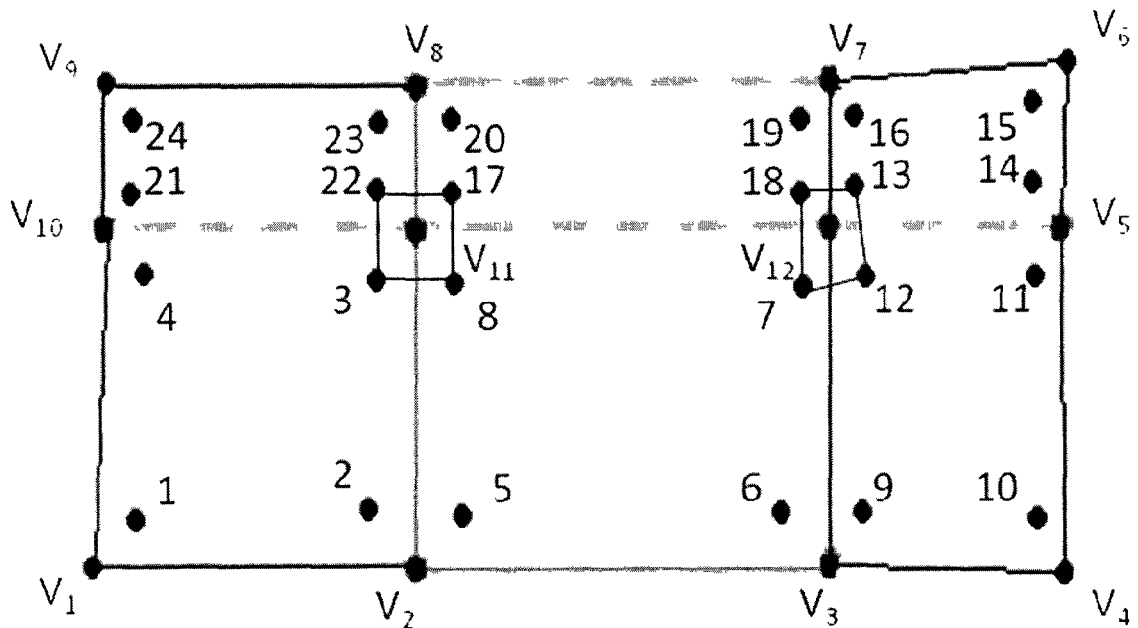 V₉ V₈ V₇ V₆
24 23 20 19 16 15
21 22 17 18 13 14
V₁₀ V₅
V₁₁ V₁₂
4 3 8 7 12 11
1 2 5 6 9 10
V₁ V₂ V₃ V₄